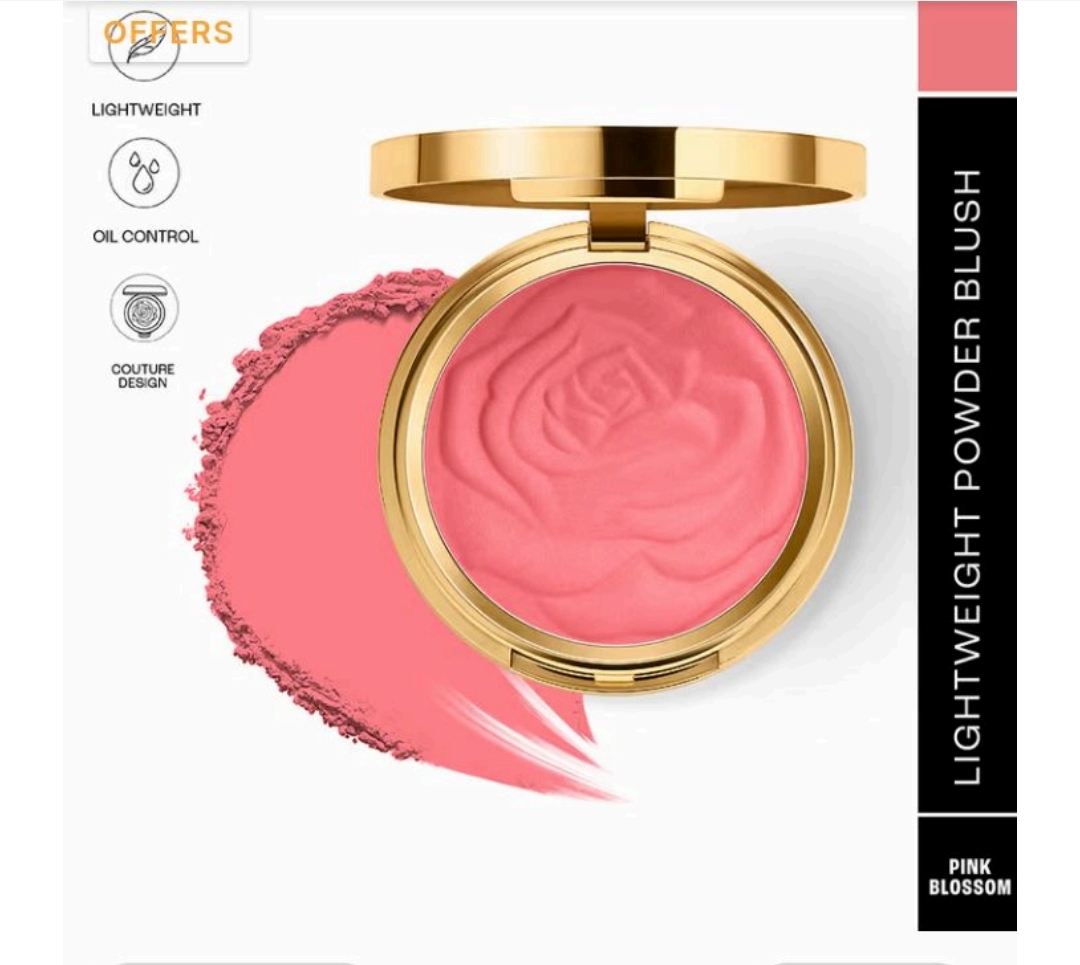 OFFERS
LIGHTWEIGHT
OIL CONTROL
COUTURE
DESIGN
LIGHTWEIGHT POWDER BLUSH
PINK
BLOSSOM